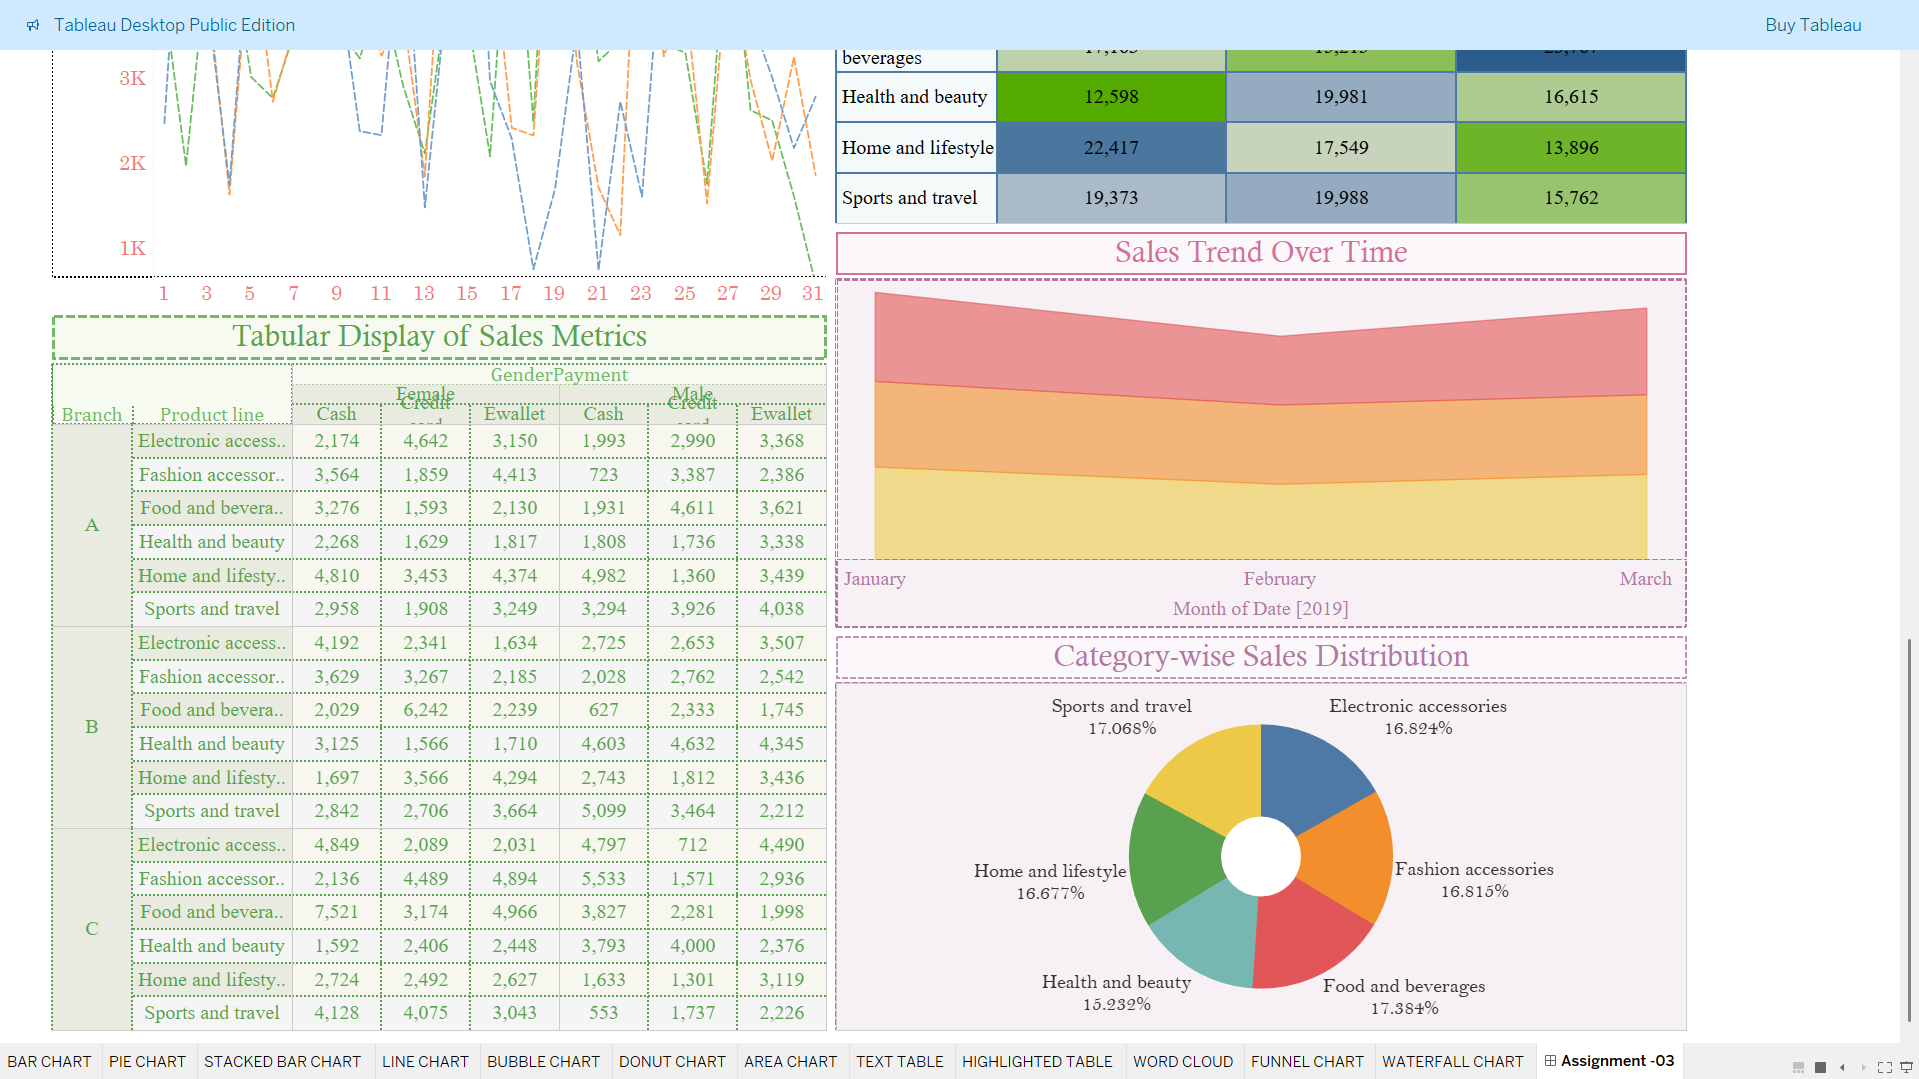 Tableau Desktop Public Edition
Buy Tableau
3K
2K
1K
1 3 5 7 9 11 13 15 17 19 21 23 25 27 29 31
beverages
Health and beauty 12,598 19,981 16,615
Home and lifestyle 22,417 17,549 13,896
Sports and travel 19,373 19,988 15,762
Sales Trend Over Time
January February March
Month of Date [2019]
Tabular Display of Sales Metrics
GenderPayment
Female Male
Branch Product line Cash Credit Ewallet Cash Credit Ewallet
A
Electronic access.. 2,174 4,642 3,150 1,993 2,990 3,368
Fashion accessor.. 3,564 1,859 4,413 723 3,387 2,386
Food and bevera.. 3,276 1,593 2,130 1,931 4,611 3,621
Health and beauty 2,268 1,629 1,817 1,808 1,736 3,338
Home and lifesty.. 4,810 3,453 4,374 4,982 1,360 3,439
Sports and travel 2,958 1,908 3,249 3,294 3,926 4,038
B
Electronic access.. 4,192 2,341 1,634 2,725 2,653 3,507
Fashion accessor.. 3,629 3,267 2,185 2,028 2,762 2,542
Food and bevera.. 2,029 6,242 2,239 627 2,333 1,745
Health and beauty 3,125 1,566 1,710 4,603 4,632 4,345
Home and lifesty.. 1,697 3,566 4,294 2,743 1,812 3,436
Sports and travel 2,842 2,706 3,664 5,099 3,464 2,212
C
Electronic access.. 4,849 2,089 2,031 4,797 712 4,490
Fashion accessor.. 2,136 4,489 4,894 5,533 1,571 2,936
Food and bevera.. 7,521 3,174 4,966 3,827 2,281 1,998
Health and beauty 1,592 2,406 2,448 3,793 4,000 2,376
Home and lifesty.. 2,724 2,492 2,627 1,633 1,301 3,119
Sports and travel 4,128 4,075 3,043 553 1,737 2,226
Category-wise Sales Distribution
Sports and travel
17.068%
Electronic accessories
16.824%
Home and lifestyle
16.677%
Fashion accessories
16.815%
Health and beauty
15.232%
Food and beverages
17.384%
BAR CHART PIE CHART STACKED BAR CHART LINE CHART BUBBLE CHART DONUT CHART AREA CHART TEXT TABLE HIGHLIGHTED TABLE WORD CLOUD FUNNEL CHART WATERFALL CHART Assignment -03